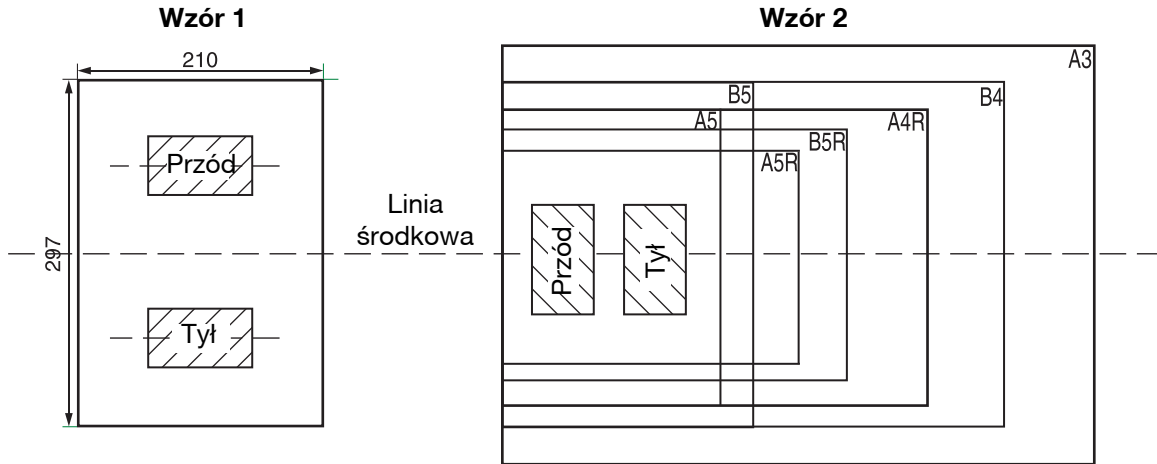 Wzór 1
Wzór 2
210
297
Przód
Tył
Linia
środkowa
Przód
Tył
A3
B4
B5
A5
A4R
B5R
A5R